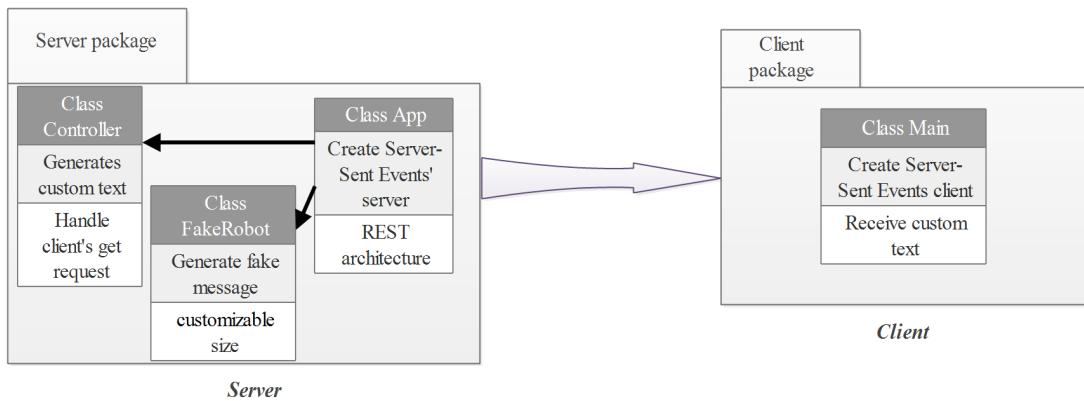 Server package
Class
Controller
Generates
custom text
Handle
client's get
request
Class
FakeRobot
Generate fake
message
customizable
size
Class App
Create Server-
Sent Events'
server
REST
architecture
Server
Client
package
Class Main
Create Server-
Sent Events client
Receive custom
text
Client